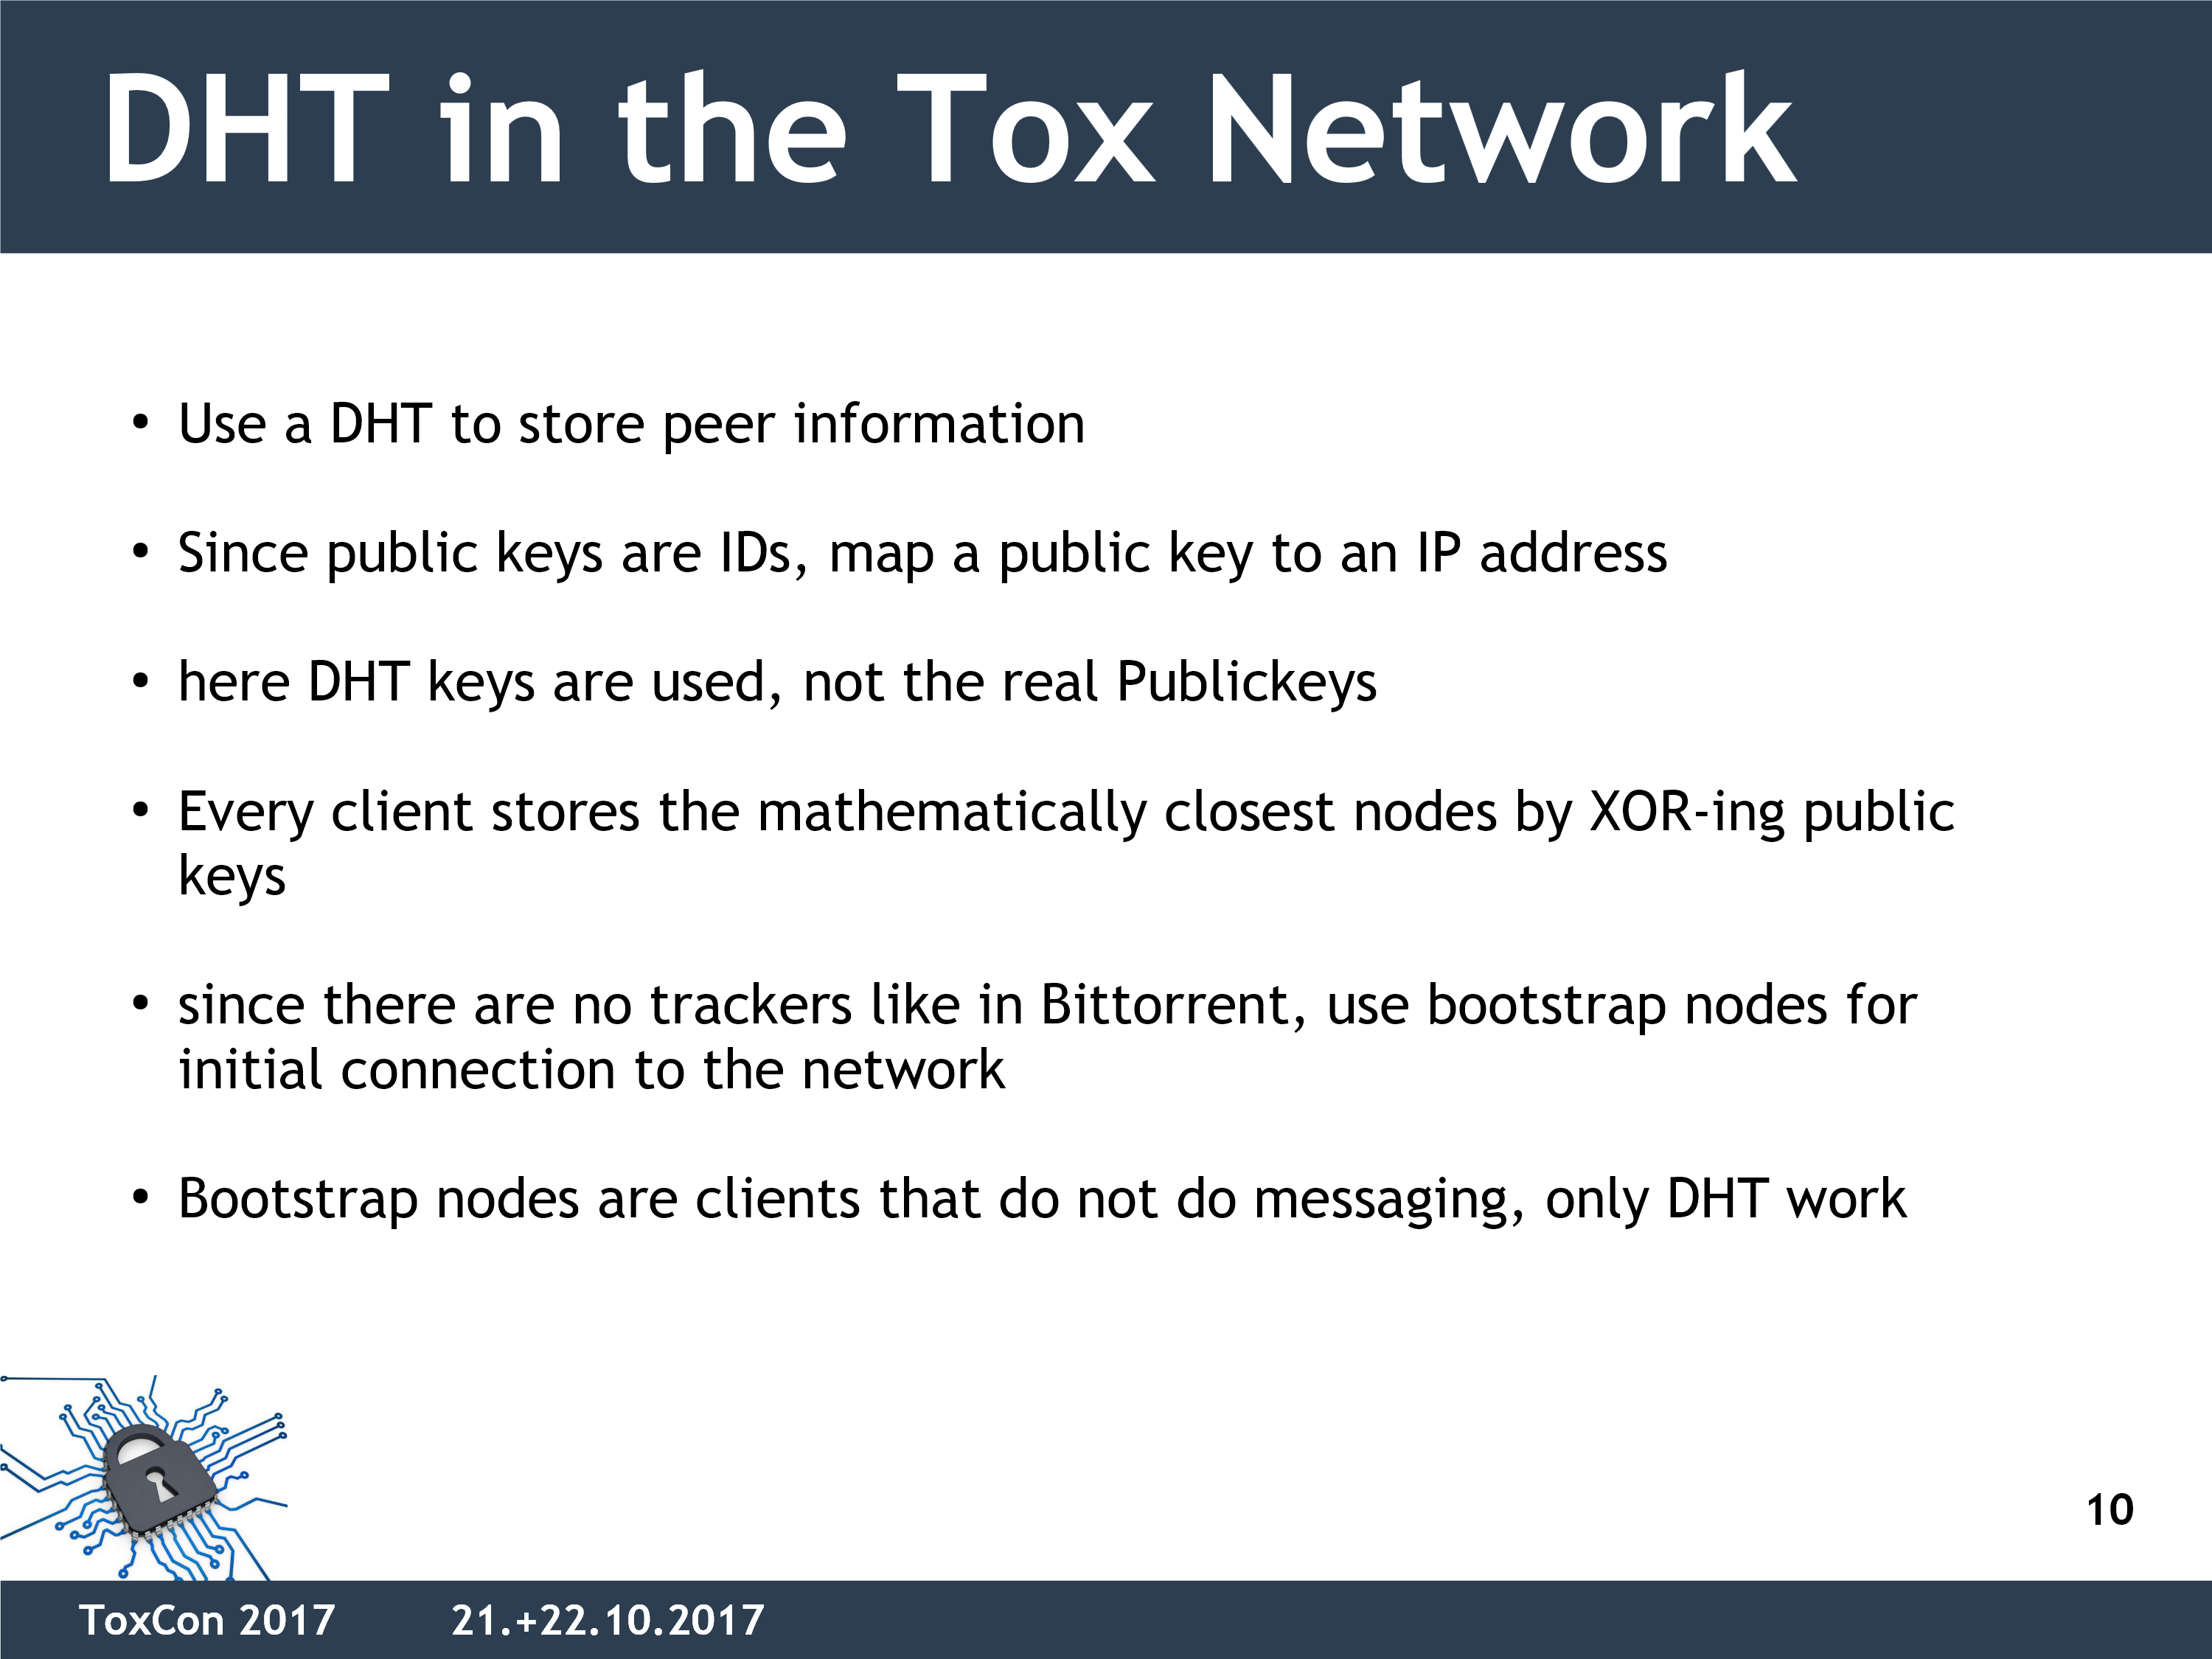 DHT in the Tox Network
• Use a DHT to store peer information
• Since public keys are IDs, map a public key to an IP address
• here DHT keys are used, not the real Publickeys
• Every client stores the mathematically closest nodes by XOR-ing public
keys
• since there are no trackers like in Bittorrent, use bootstrap nodes for
initial connection to the network
• Bootstrap nodes are clients that do not do messaging, only DHT work
10
ToxCon 2017 21.+22.10.2017